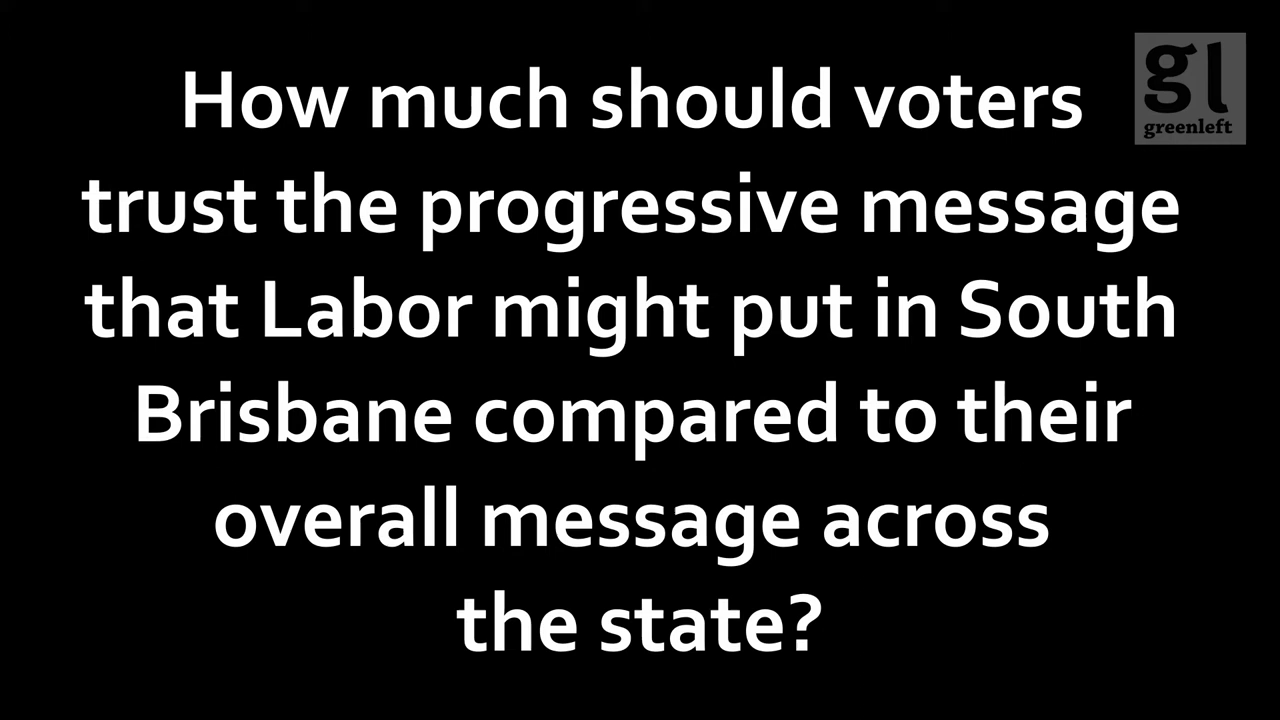 How much should voters
trust the progressive message
that Labor might put in South
Brisbane compared to their
overall message across
the state?
gl
greenleft